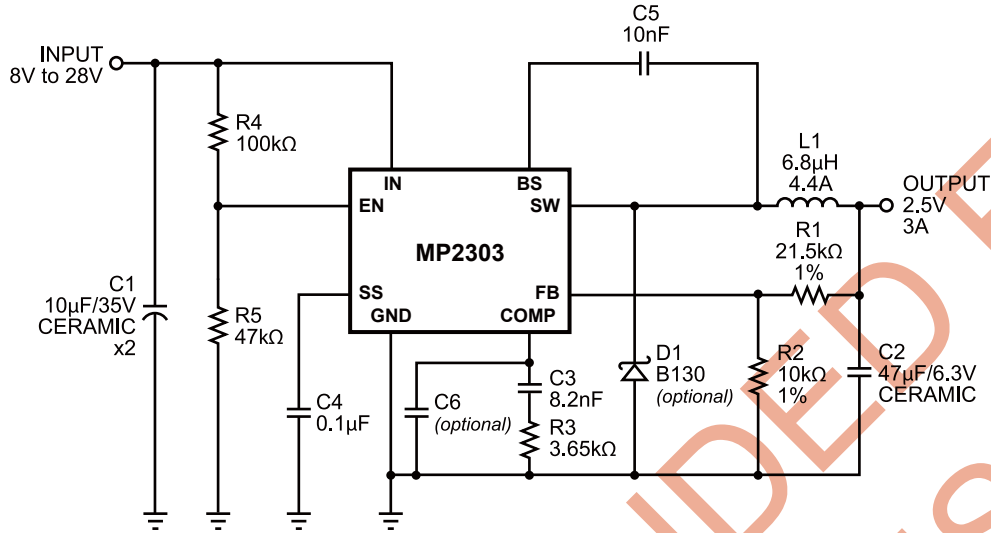 C5
10nF
INPUT
8V to 28V
R4
100kΩ
L1
6.8µH
4.4A
OUTPUT
2.5V
3A
IN
BS
EN
SW
MP2303
R1
21.5kΩ
1%
C1
10µF/35V
CERAMIC
x2
R5
47kΩ
SS
FB
GND
COMP
C4
0.1µF
C6
(optional)
C3
8.2nF
R3
3.65kΩ
D1
B130
(optional)
R2
10kΩ
1%
C2
47µF/6.3V
CERAMIC